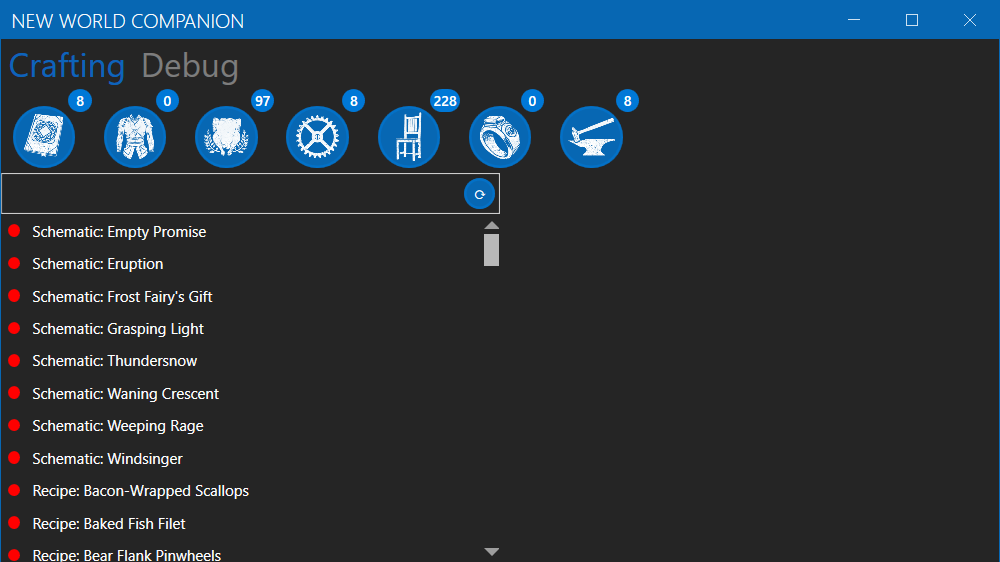 NEW WORLD COMPANION
Crafting Debug
8 0 97 8 228 0 8
Schematic: Empty Promise
Schematic: Eruption
Schematic: Frost Fairy's Gift
Schematic: Grasping Light
Schematic: Thundersnow
Schematic: Waning Crescent
Schematic: Weeping Rage
Schematic: Windsinger
Recipe: Bacon-Wrapped Scallops
Recipe: Baked Fish Filet
Recipe: Bear Flank Pinwheels